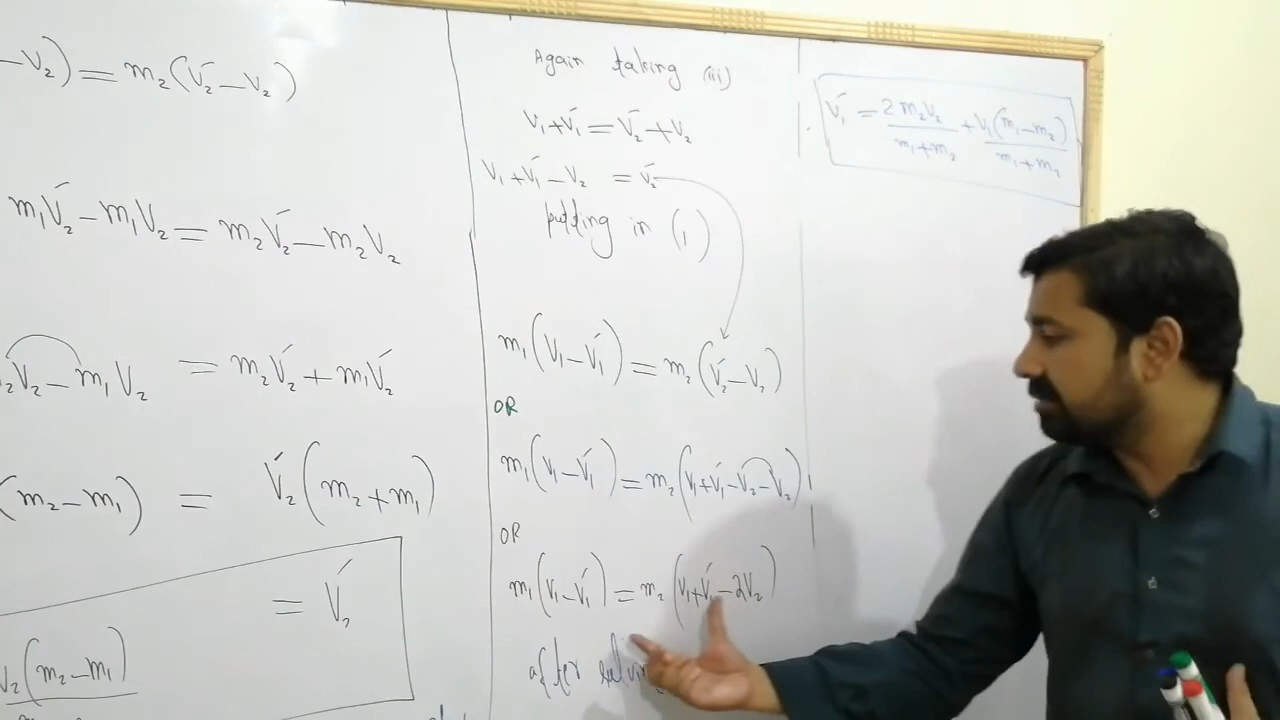 – V₂) = m₂(V₂́ – V₂)
m₁V₂́ – m₁V₂ = m₂V₂́ – m₂V₂
₂V₂ – m₁V₂ = m₂V₂́ + m₁V₂́
(m₂ – m₁) = V₂́(m₂ + m₁)
= V₂́
V₂(m₂ – m₁)
Again taking (iii)
V₁ + V₁́ = V₂́ + V₂
V₁ + V₁́ – V₂ = V₂́
putting in (1)
m₁(V₁ – V₁́) = m₂(V₂́ – V₂)
OR
m₁(V₁ – V₁́) = m₂(V₁ + V₁́ – V₂ – V₂)
OR
m₁(V₁ – V₁́) = m₂(V₁ + V₁́ – 2V₂)
after
V₁́ = 2m₂V₂/m₁+m₂ + V₁(m₁–m₂)/m₁+m₂